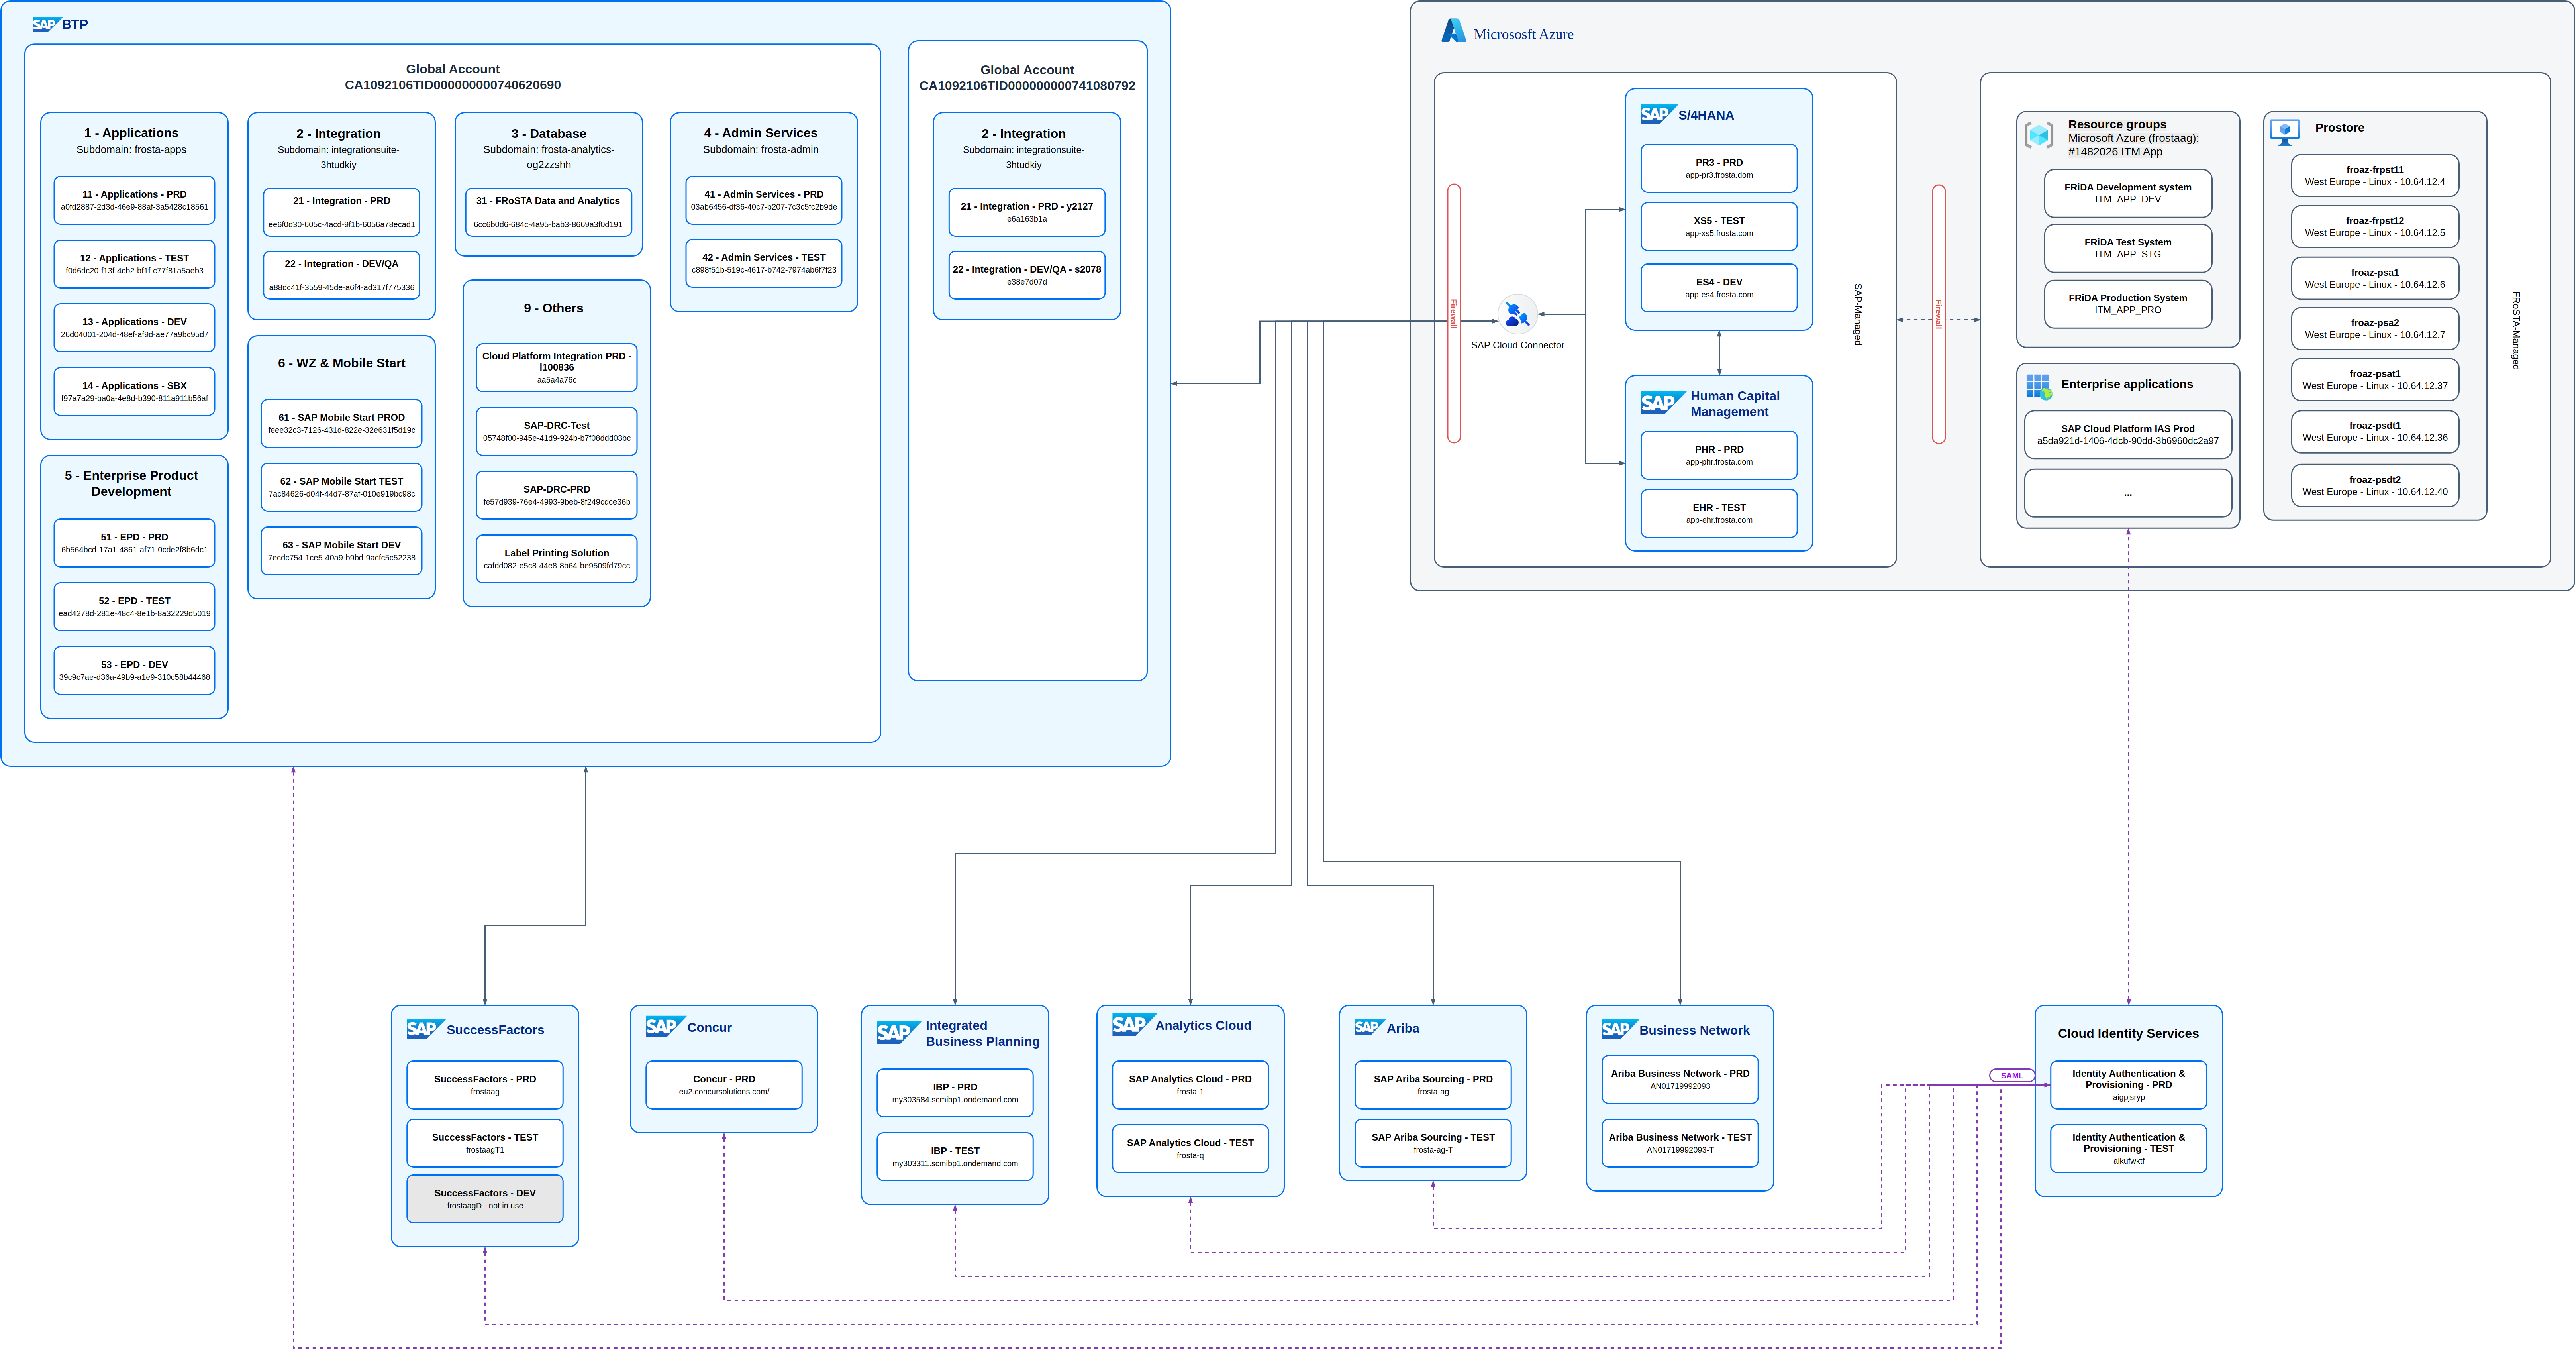 SAP BTP
Global Account
CA1092106TID000000000740620690
1 - Applications
Subdomain: frosta-apps
11 - Applications - PRD
a0fd2887-2d3d-46e9-88af-3a5428c18561
12 - Applications - TEST
f0d6dc20-f13f-4cb2-bf1f-c77f81a5aeb3
13 - Applications - DEV
26d04001-204d-48ef-af9d-ae77a9bc95d7
14 - Applications - SBX
f97a7a29-ba0a-4e8d-b390-811a911b56af
2 - Integration
Subdomain: integrationsuite-
3htudkiy
21 - Integration - PRD
ee6f0d30-605c-4acd-9f1b-6056a78ecad1
22 - Integration - DEV/QA
a88dc41f-3559-45de-a6f4-ad317f775336
3 - Database
Subdomain: frosta-analytics-
og2zzshh
31 - FRoSTA Data and Analytics
6cc6b0d6-684c-4a95-bab3-8669a3f0d191
4 - Admin Services
Subdomain: frosta-admin
41 - Admin Services - PRD
03ab6456-df36-40c7-b207-7c3c5fc2b9de
42 - Admin Services - TEST
c898f51b-519c-4617-b742-7974ab6f7f23
5 - Enterprise Product
Development
51 - EPD - PRD
6b564bcd-17a1-4861-af71-0cde2f8b6dc1
52 - EPD - TEST
ead4278d-281e-48c4-8e1b-8a32229d5019
53 - EPD - DEV
39c9c7ae-d36a-49b9-a1e9-310c58b44468
6 - WZ & Mobile Start
61 - SAP Mobile Start PROD
feee32c3-7126-431d-822e-32e631f5d19c
62 - SAP Mobile Start TEST
7ac84626-d04f-44d7-87af-010e919bc98c
63 - SAP Mobile Start DEV
7ecdc754-1ce5-40a9-b9bd-9acfc5c52238
9 - Others
Cloud Platform Integration PRD -
I100836
aa5a4a76c
SAP-DRC-Test
05748f00-945e-41d9-924b-b7f08ddd03bc
SAP-DRC-PRD
fe57d939-76e4-4993-9beb-8f249cdce36b
Label Printing Solution
cafdd082-e5c8-44e8-8b64-be9509fd79cc
Global Account
CA1092106TID000000000741080792
2 - Integration
Subdomain: integrationsuite-
3htudkiy
21 - Integration - PRD - y2127
e6a163b1a
22 - Integration - DEV/QA - s2078
e38e7d07d
Micrososft Azure
Firewall
SAP Cloud Connector
SAP S/4HANA
PR3 - PRD
app-pr3.frosta.dom
XS5 - TEST
app-xs5.frosta.com
ES4 - DEV
app-es4.frosta.com
SAP Human Capital
Management
PHR - PRD
app-phr.frosta.dom
EHR - TEST
app-ehr.frosta.com
SAP-Managed
Firewall
Resource groups
Microsoft Azure (frostaag):
#1482026 ITM App
FRiDA Development system
ITM_APP_DEV
FRiDA Test System
ITM_APP_STG
FRiDA Production System
ITM_APP_PRO
Enterprise applications
SAP Cloud Platform IAS Prod
a5da921d-1406-4dcb-90dd-3b6960dc2a97
...
Prostore
froaz-frpst11
West Europe - Linux - 10.64.12.4
froaz-frpst12
West Europe - Linux - 10.64.12.5
froaz-psa1
West Europe - Linux - 10.64.12.6
froaz-psa2
West Europe - Linux - 10.64.12.7
froaz-psat1
West Europe - Linux - 10.64.12.37
froaz-psdt1
West Europe - Linux - 10.64.12.36
froaz-psdt2
West Europe - Linux - 10.64.12.40
FRoSTA-Managed
SAP SuccessFactors
SuccessFactors - PRD
frostaag
SuccessFactors - TEST
frostaagT1
SuccessFactors - DEV
frostaagD - not in use
SAP Concur
Concur - PRD
eu2.concursolutions.com/
SAP Integrated
Business Planning
IBP - PRD
my303584.scmibp1.ondemand.com
IBP - TEST
my303311.scmibp1.ondemand.com
SAP Analytics Cloud
SAP Analytics Cloud - PRD
frosta-1
SAP Analytics Cloud - TEST
frosta-q
SAP Ariba
SAP Ariba Sourcing - PRD
frosta-ag
SAP Ariba Sourcing - TEST
frosta-ag-T
SAP Business Network
Ariba Business Network - PRD
AN01719992093
Ariba Business Network - TEST
AN01719992093-T
SAML
Cloud Identity Services
Identity Authentication &
Provisioning - PRD
aigpjsryp
Identity Authentication &
Provisioning - TEST
alkufwktf